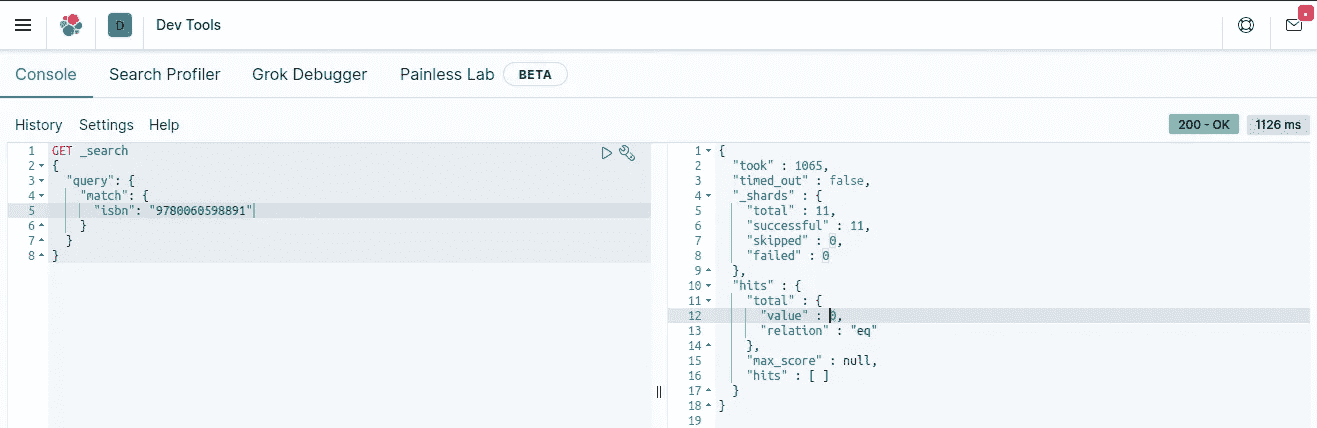 D Dev Tools
Console Search Profiler Grok Debugger Painless Lab BETA
History Settings Help 200 - OK 1126 ms
1 GET _search
2 {
3 "query": {
4 "match": {
5 "isbn": "9780060598891"
6 }
7 }
8 }
1 {
2 "took" : 1065,
3 "timed_out" : false,
4 "_shards" : {
5 "total" : 11,
6 "successful" : 11,
7 "skipped" : 0,
8 "failed" : 0
9 },
10 "hits" : {
11 "total" : {
12 "value" : 0,
13 "relation" : "eq"
14 },
15 "max_score" : null,
16 "hits" : [ ]
17 }
18 }
19